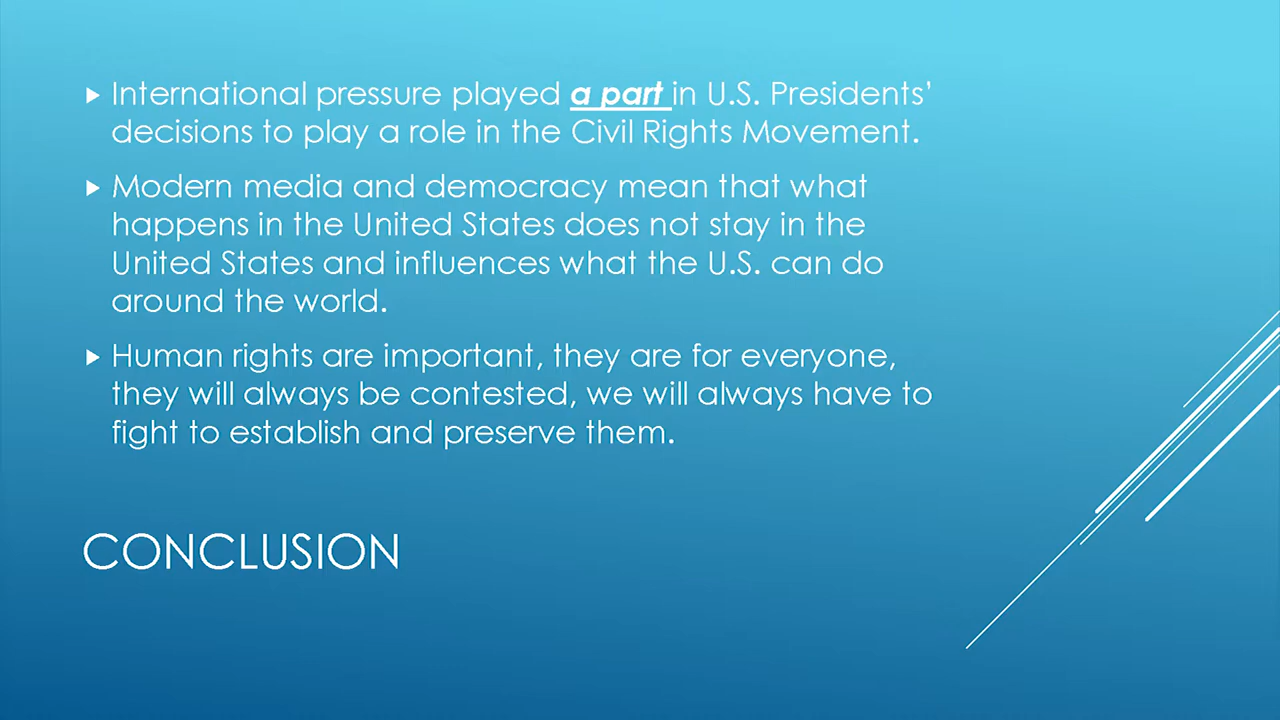 International pressure played a part in U.S. Presidents’
decisions to play a role in the Civil Rights Movement.
Modern media and democracy mean that what
happens in the United States does not stay in the
United States and influences what the U.S. can do
around the world.
Human rights are important, they are for everyone,
they will always be contested, we will always have to
fight to establish and preserve them.
CONCLUSION